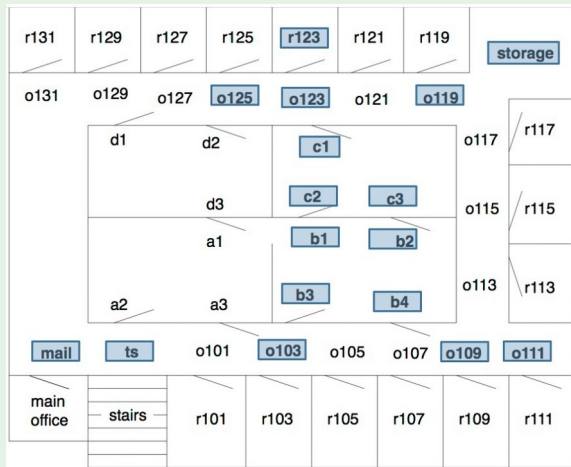 r131 r129 r127 r125 r123 r121 r119
storage
o131 o129 o127 o125 o123 o121 o119
d1 d2 c1 o117 r117
d3 c2 c3 o115 r115
a1 b1 b2
a2 a3 b3 b4 o113 r113
mail ts o101 o103 o105 o107 o109 o111
main
office
stairs r101 r103 r105 r107 r109 r111